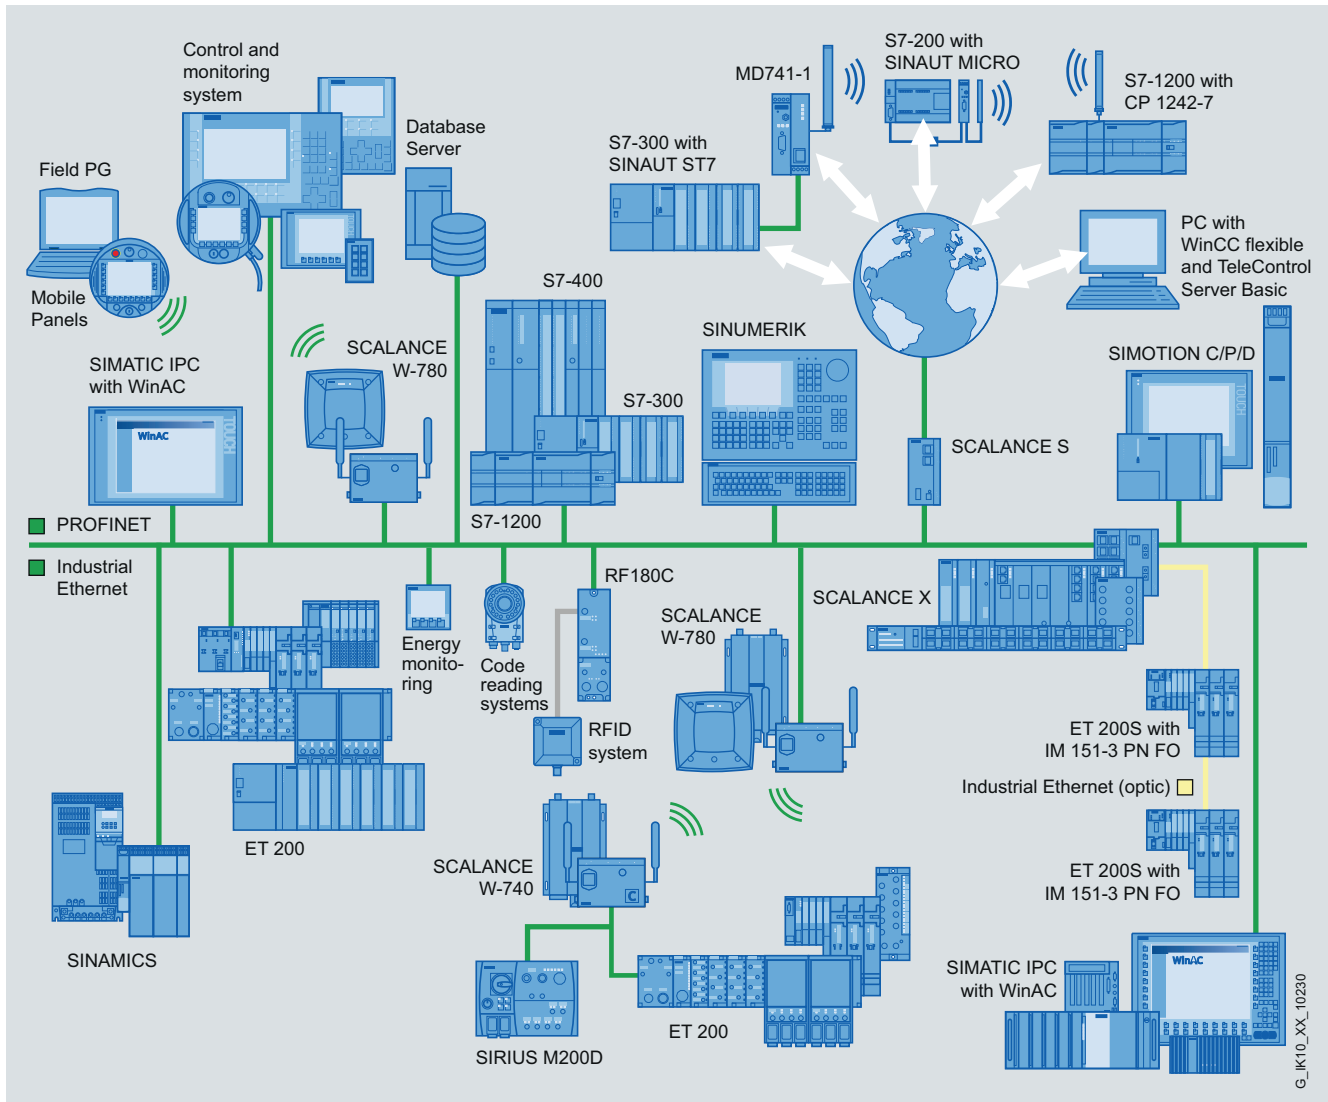 Control and
monitoring
system
Database
Server
Field PG
Mobile
Panels
MD741-1
S7-200 with
SINAUT MICRO
S7-1200 with
CP 1242-7
S7-300 with
SINAUT ST7
PC with
WinCC flexible
and TeleControl
Server Basic
SIMATIC IPC
with WinAC
WinAC
TOUCH
SCALANCE
W-780
S7-400
S7-300
S7-1200
SINUMERIK
SCALANCE S
SIMOTION C/P/D
TOUCH
PROFINET
Industrial
Ethernet
ET 200
Energy
monito-
ring
Code
reading
systems
RF180C
RFID
system
SCALANCE
W-780
SCALANCE X
ET 200S with
IM 151-3 PN FO
Industrial Ethernet (optic)
ET 200S with
IM 151-3 PN FO
SINAMICS
SCALANCE
W-740
C
SIRIUS M200D
ET 200
SIMATIC IPC
with WinAC
WinAC
G_IK10_XX_10230